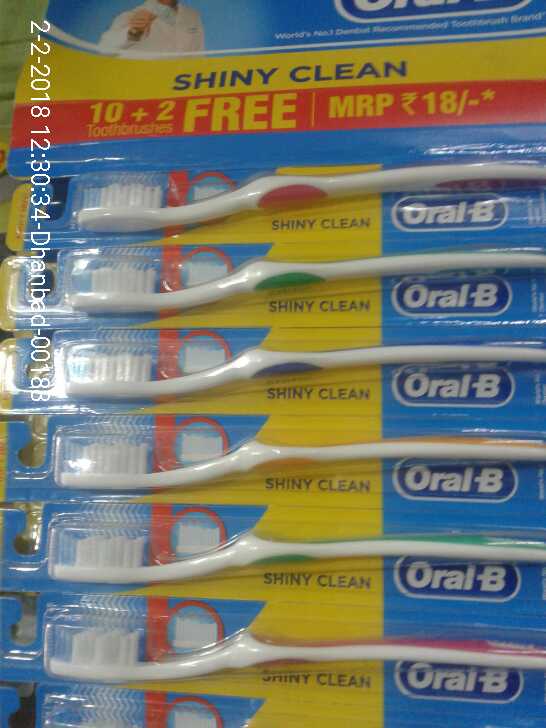 Oral-B
World's No.1 Dentist Recommended Toothbrush Brand*
SHINY CLEAN
10 + 2 FREE MRP ₹18/-*
Toothbrushes
SHINY CLEAN Oral-B
SHINY CLEAN Oral-B
SHINY CLEAN Oral-B
SHINY CLEAN Oral-B
SHINY CLEAN Oral-B
SHINY CLEAN Oral-B
2-2-2018 12:30:34-Dhanbad-00188